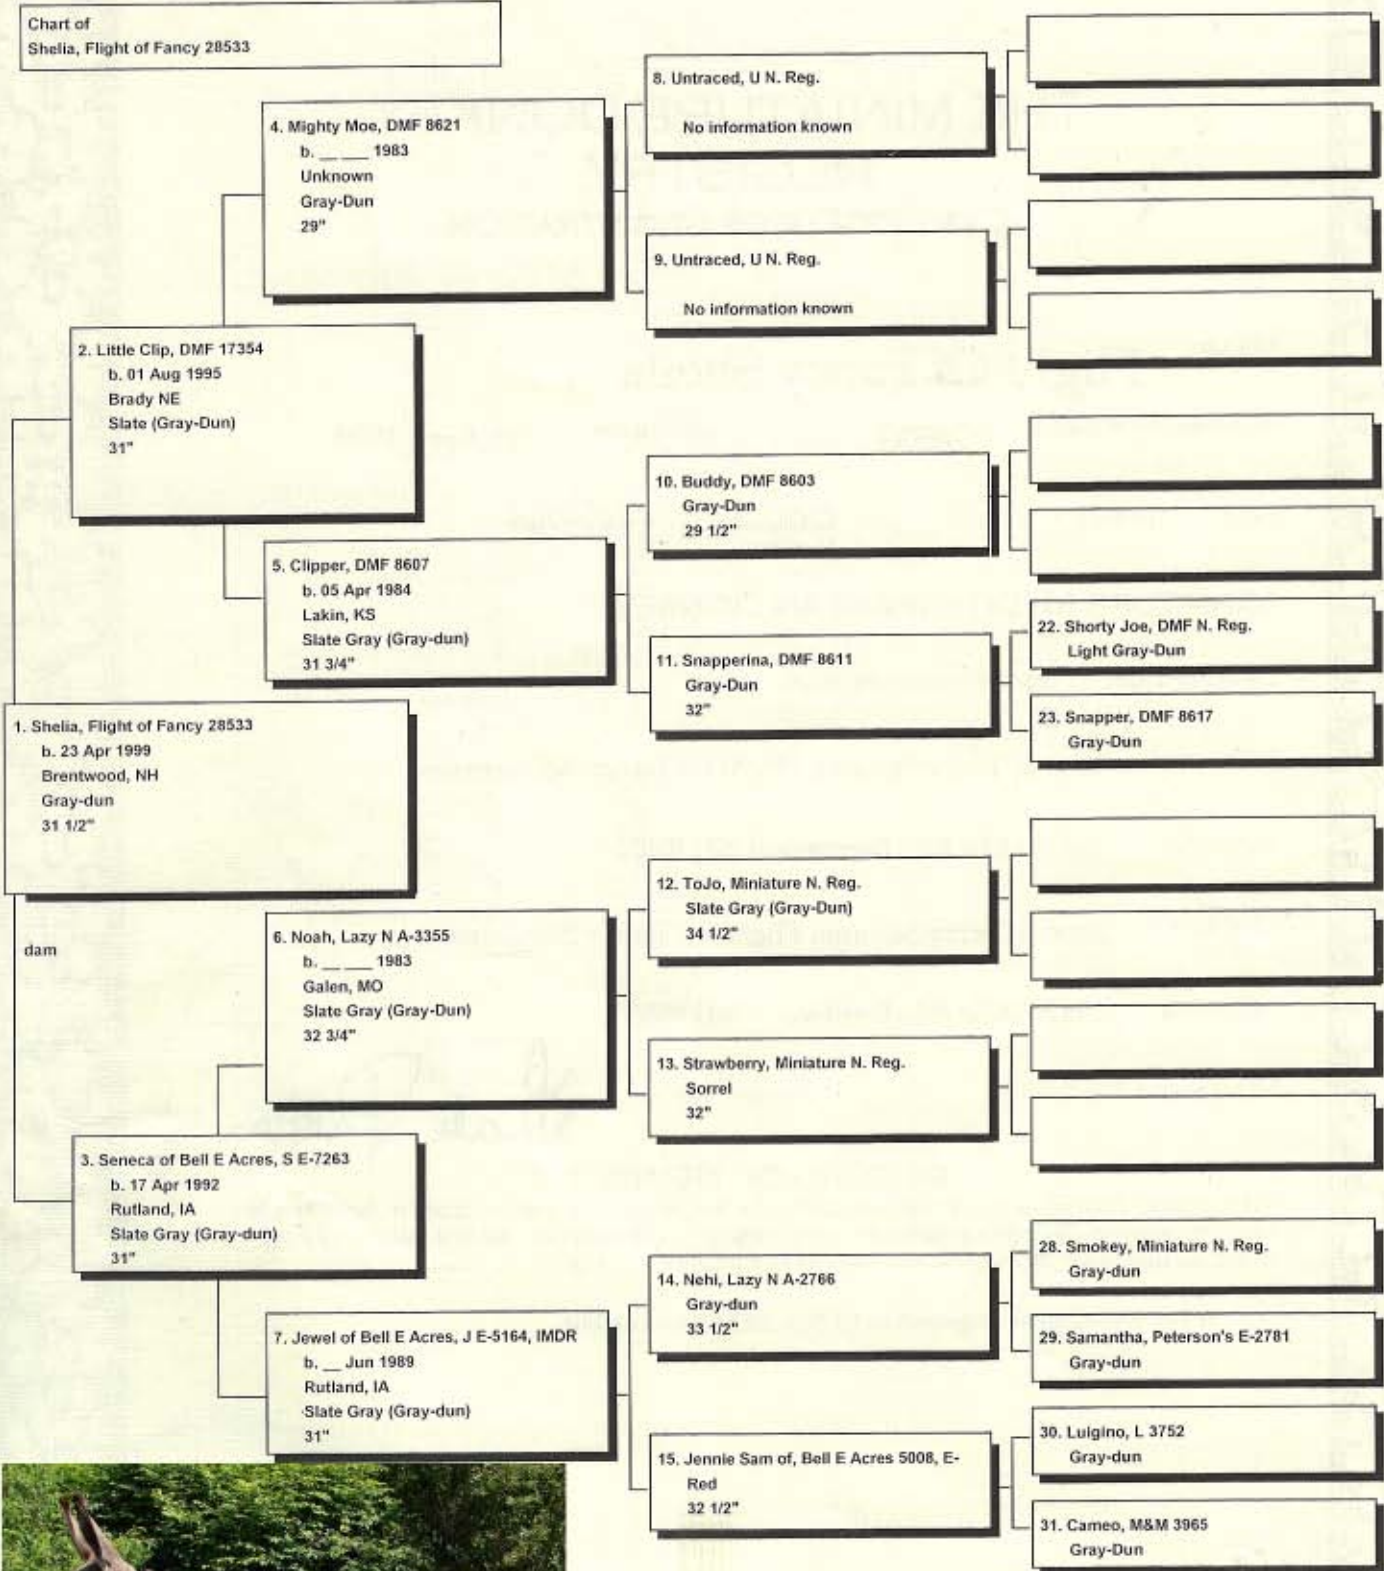 Chart of
Shelia, Flight of Fancy 28533
1. Shelia, Flight of Fancy 28533
b. 23 Apr 1999
Brentwood, NH
Gray-dun
31 1/2"
dam
2. Little Clip, DMF 17354
b. 01 Aug 1995
Brady NE
Slate (Gray-Dun)
31"
3. Seneca of Bell E Acres, S E-7263
b. 17 Apr 1992
Rutland, IA
Slate Gray (Gray-dun)
31"
4. Mighty Moe, DMF 8621
b. __ ___ 1983
Unknown
Gray-Dun
29"
5. Clipper, DMF 8607
b. 05 Apr 1984
Lakin, KS
Slate Gray (Gray-dun)
31 3/4"
6. Noah, Lazy N A-3355
b. __ ___ 1983
Galen, MO
Slate Gray (Gray-Dun)
32 3/4"
7. Jewel of Bell E Acres, J E-5164, IMDR
b. __ Jun 1989
Rutland, IA
Slate Gray (Gray-dun)
31"
8. Untraced, U N. Reg.
No information known
9. Untraced, U N. Reg.
No information known
10. Buddy, DMF 8603
Gray-Dun
29 1/2"
11. Snapperina, DMF 8611
Gray-Dun
32"
12. ToJo, Miniature N. Reg.
Slate Gray (Gray-Dun)
34 1/2"
13. Strawberry, Miniature N. Reg.
Sorrel
32"
14. Nehi, Lazy N A-2766
Gray-dun
33 1/2"
15. Jennie Sam of, Bell E Acres 5008, E-
Red
32 1/2"
22. Shorty Joe, DMF N. Reg.
Light Gray-Dun
23. Snapper, DMF 8617
Gray-Dun
28. Smokey, Miniature N. Reg.
Gray-dun
29. Samantha, Peterson's E-2781
Gray-dun
30. Luigino, L 3752
Gray-dun
31. Cameo, M&M 3965
Gray-Dun